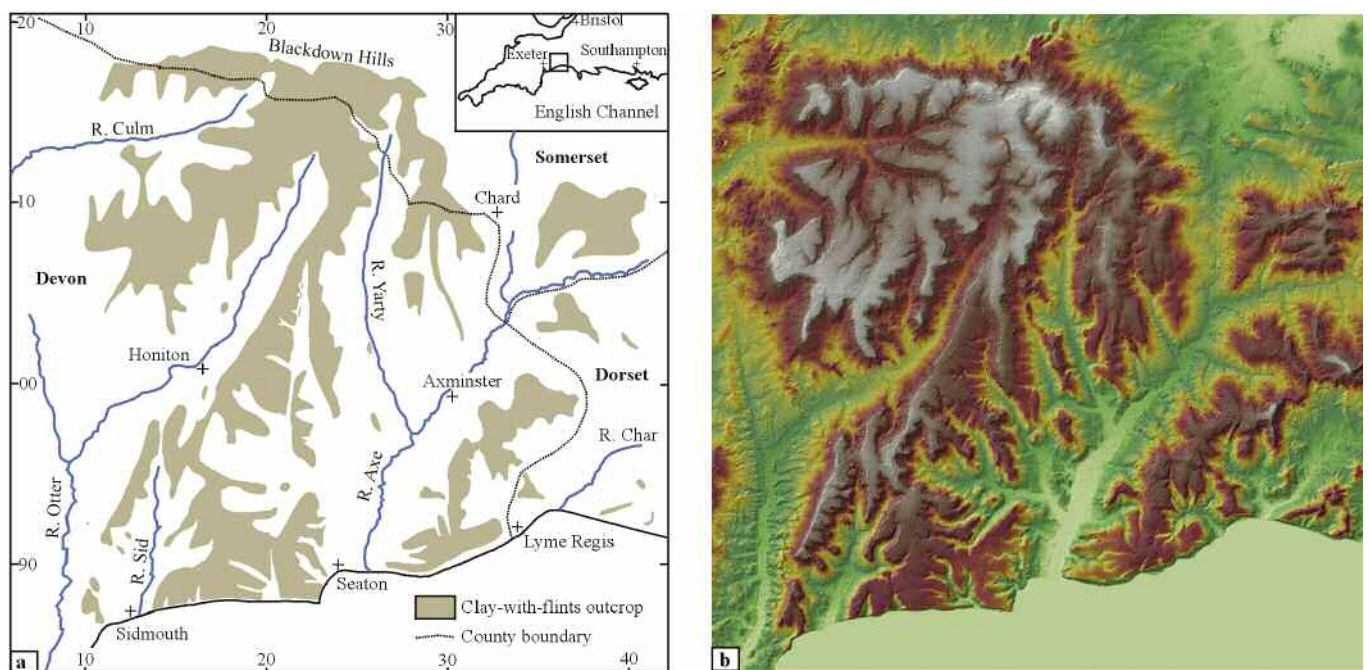 10 20 30 40
20
Bristol
Exeter
Southampton
English Channel
Blackdown Hills
R. Culm
Somerset
10
Chard
Devon
R. Yarty
Honiton
00
Axminster
Dorset
R. Char
R. Axe
R. Otter
R. Sid
Lyme Regis
90
Seaton
Sidmouth
Clay-with-flints outcrop
County boundary
a
10 20 30 40
b